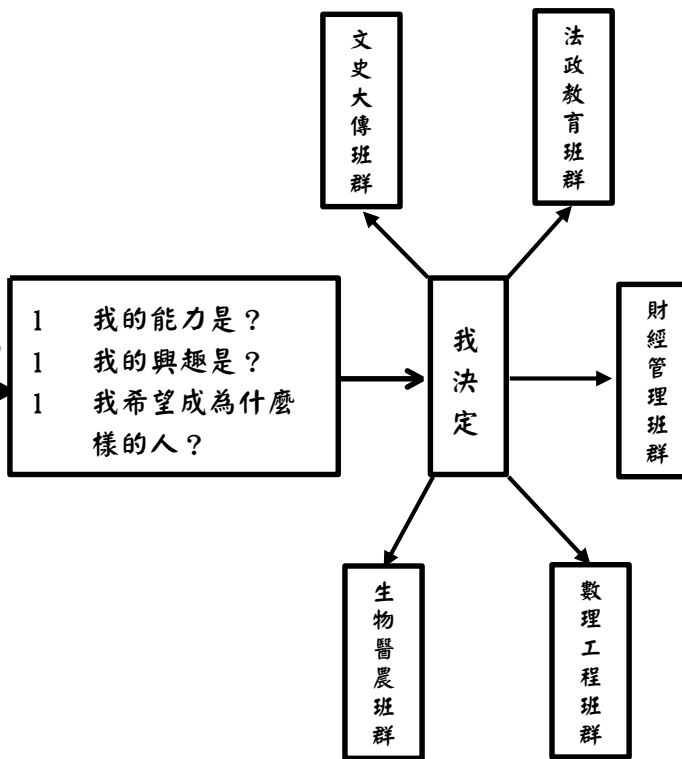 文史大傳班群
法政教育班群
1 我的能力是？
1 我的興趣是？
1 我希望成為什麼
樣的人？
我決定
財經管理班群
生物醫農班群
數理工程班群